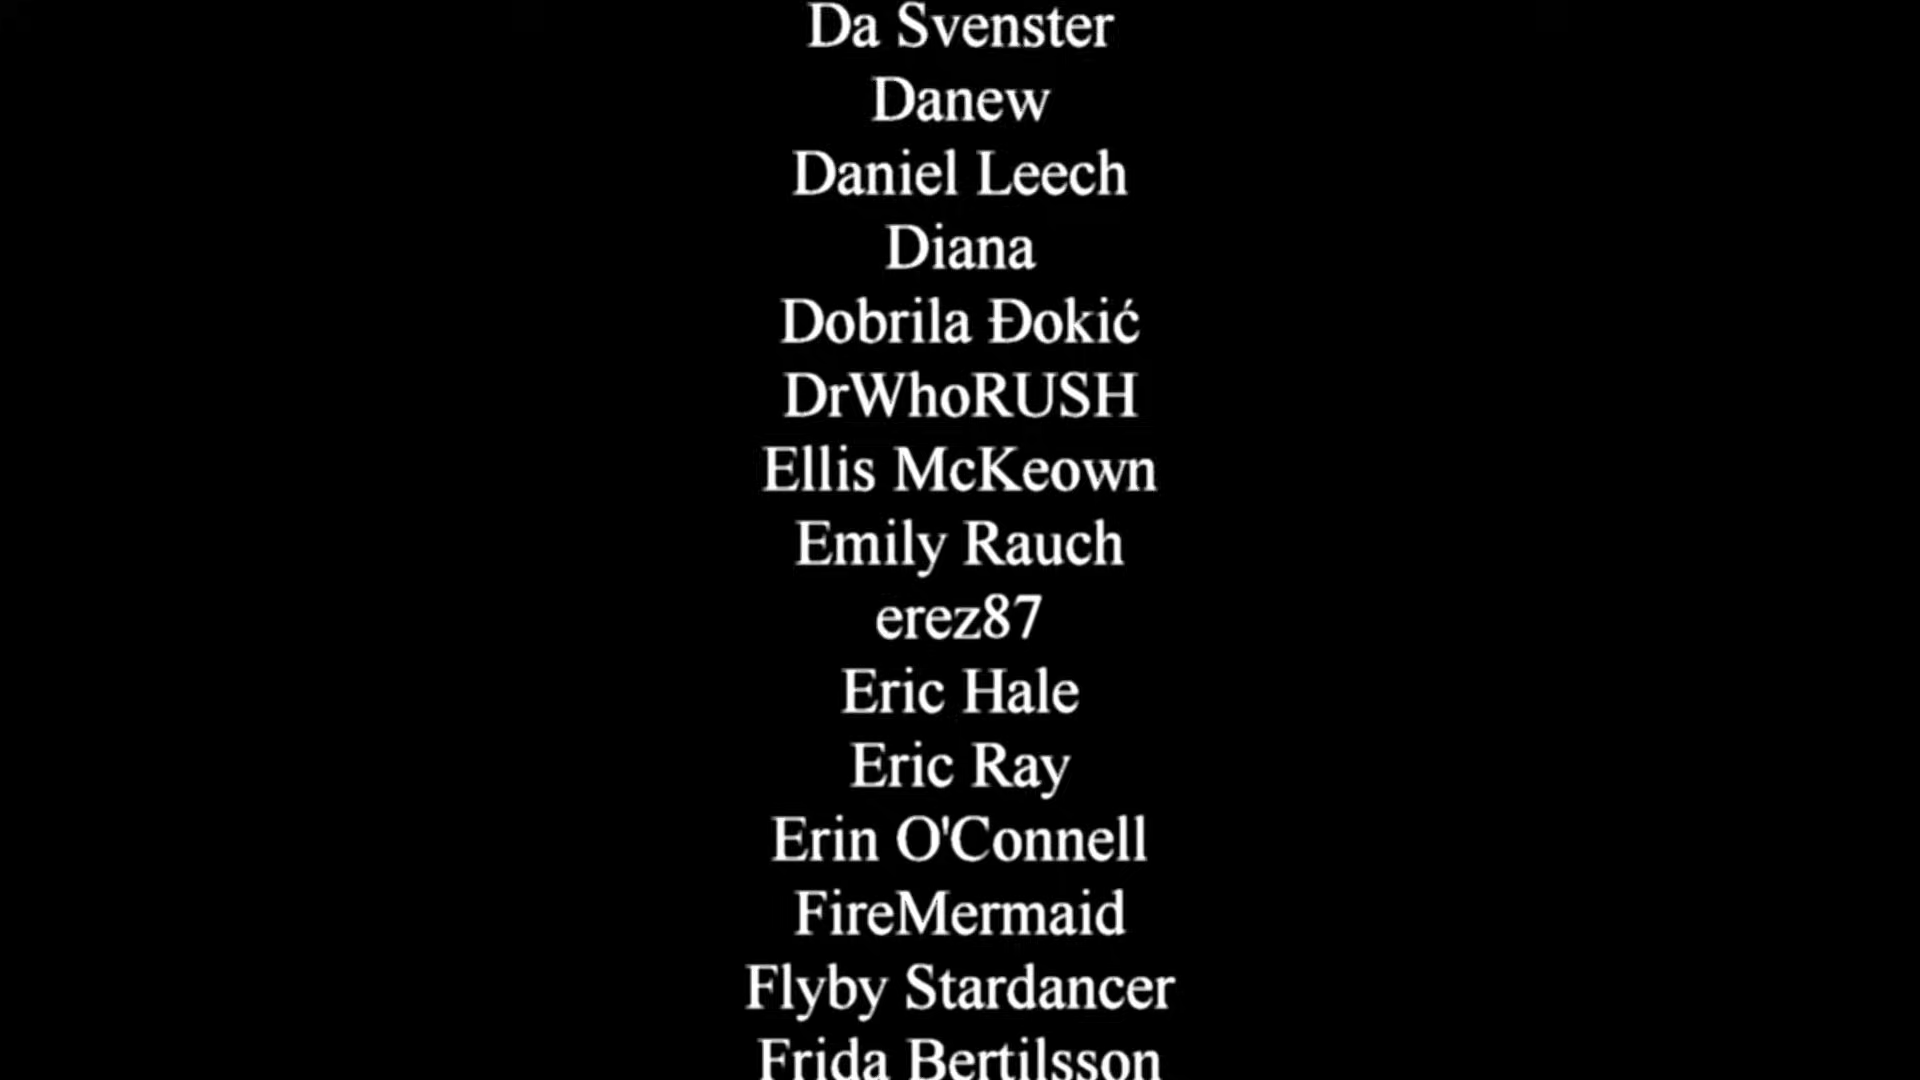 Da Svenster
Danew
Daniel Leech
Diana
Dobrila Đokić
DrWhoRUSH
Ellis McKeown
Emily Rauch
erez87
Eric Hale
Eric Ray
Erin O'Connell
FireMermaid
Flyby Stardancer
Frida Bertilsson